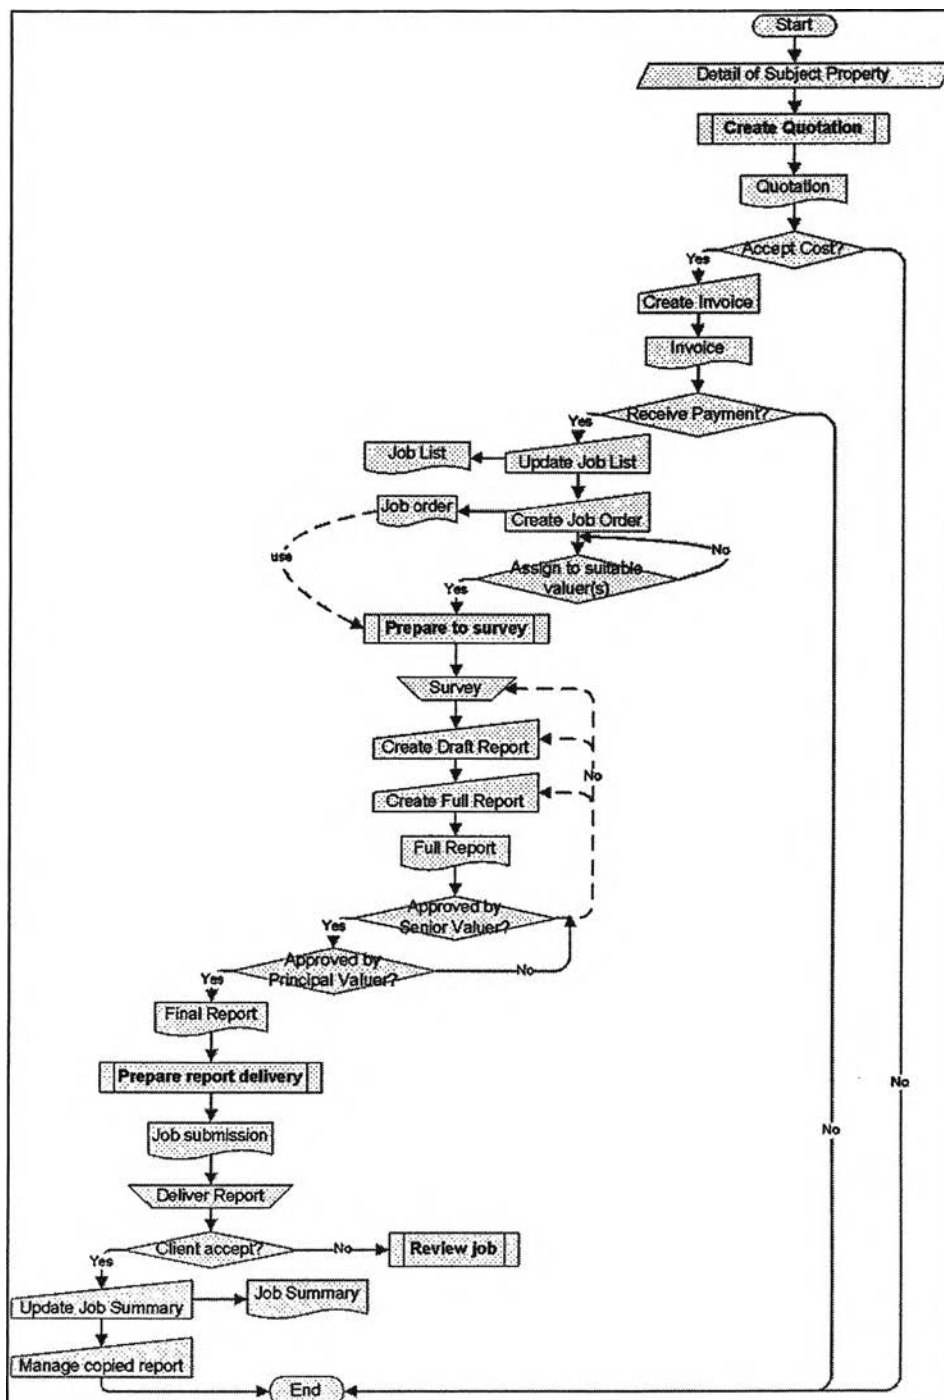 Start
Detail of Subject Property
Create Quotation
Quotation
Accept Cost?
Yes
Create Invoice
Invoice
Receive Payment?
Yes
Job List
Update Job List
Job order
Create Job Order
No
use
Assign to suitable
valuer(s)
Yes
Prepare to survey
Survey
Create Draft Report
No
Create Full Report
Full Report
Approved by
Senior Valuer?
Yes
Approved by
Principal Valuer?
No
Yes
Final Report
Prepare report delivery
No
Job submission
No
Deliver Report
Client accept?
No
Review job
Yes
Job Summary
Update Job Summary
Manage copied report
End